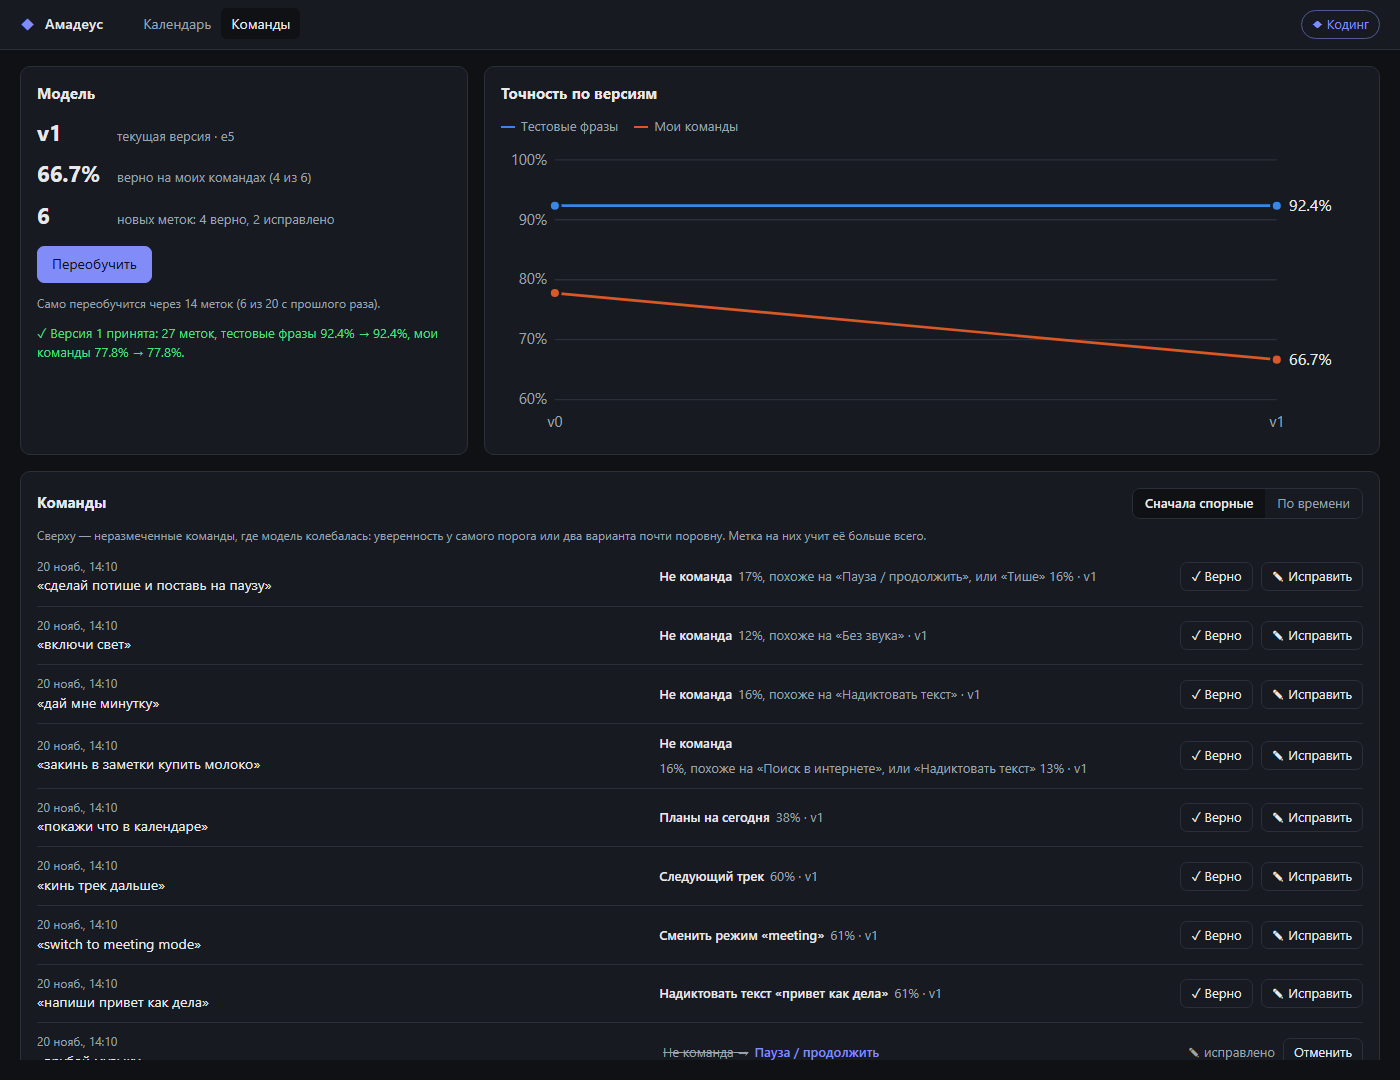 Амадеус
Календарь
Команды
Кодинг
Модель
v1 текущая версия · e5
66.7% верно на моих командах (4 из 6)
6 новых меток: 4 верно, 2 исправлено
Переобучить
Само переобучится через 14 меток (6 из 20 с прошлого раза).
✓ Версия 1 принята: 27 меток, тестовые фразы 92.4% → 92.4%, мои
команды 77.8% → 77.8%.
Точность по версиям
Тестовые фразы
Мои команды
100%
90%
80%
70%
60%
92.4%
66.7%
v0
v1
Команды
Сначала спорные
По времени
Сверху — неразмеченные команды, где модель колебалась: уверенность у самого порога или два варианта почти поровну. Метка на них учит её больше всего.
20 нояб., 14:10
«сделай потише и поставь на паузу»
Не команда 17%, похоже на «Пауза / продолжить», или «Тише» 16% · v1
✓ Верно
Исправить
20 нояб., 14:10
«включи свет»
Не команда 12%, похоже на «Без звука» · v1
✓ Верно
Исправить
20 нояб., 14:10
«дай мне минутку»
Не команда 16%, похоже на «Надиктовать текст» · v1
✓ Верно
Исправить
20 нояб., 14:10
«закинь в заметки купить молоко»
Не команда
16%, похоже на «Поиск в интернете», или «Надиктовать текст» 13% · v1
✓ Верно
Исправить
20 нояб., 14:10
«покажи что в календаре»
Планы на сегодня 38% · v1
✓ Верно
Исправить
20 нояб., 14:10
«кинь трек дальше»
Следующий трек 60% · v1
✓ Верно
Исправить
20 нояб., 14:10
«switch to meeting mode»
Сменить режим «meeting» 61% · v1
✓ Верно
Исправить
20 нояб., 14:10
«напиши привет как дела»
Надиктовать текст «привет как дела» 61% · v1
✓ Верно
Исправить
20 нояб., 14:10
Не команда → Пауза / продолжить
исправлено
Отменить